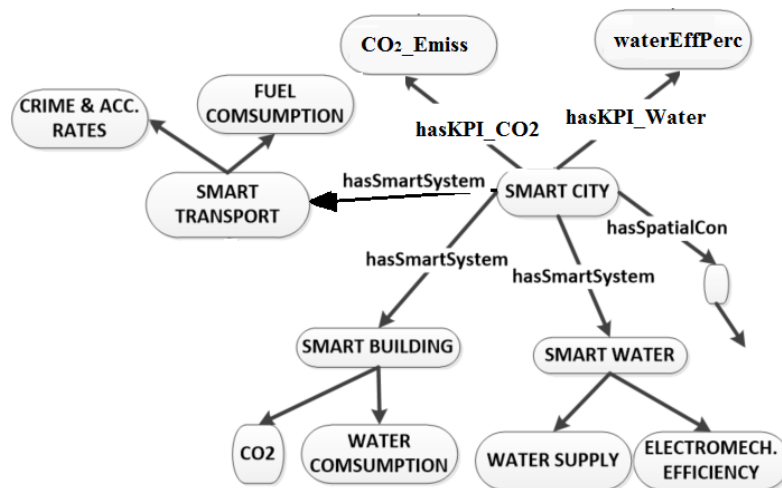 CO₂_Emiss
waterEffPerc
FUEL
COMSUMPTION
CRIME & ACC.
RATES
hasKPI_CO2
hasKPI_Water
SMART
TRANSPORT
hasSmartSystem
SMART CITY
hasSpatialCon
hasSmartSystem
hasSmartSystem
SMART BUILDING
SMART WATER
CO2
WATER
COMSUMPTION
WATER SUPPLY
ELECTROMECH.
EFFICIENCY